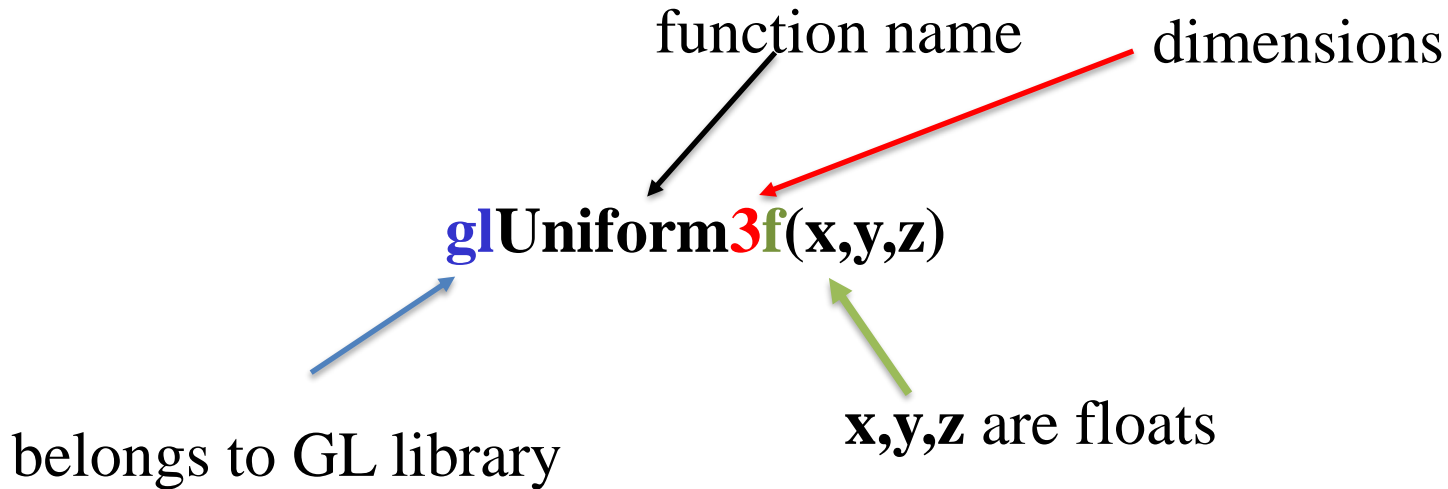 function name
dimensions
glUniform3f(x,y,z)
x,y,z are floats
belongs to GL library